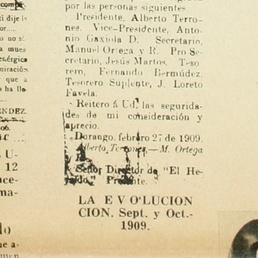 por las personas siguientes
Presidente, Alberto Terro-
nes. Vice-Presidente, Anto-
nio Gaxiola D. Secretario,
Manuel Ortega y R. Pro Se-
cretario, Jesús Martos. Teso-
rero, Fernando Bermúdez.
Tesorero Suplente, J. Loreto
Favela.
Reitero á Ud. las segurida-
des de mi consideración y
aprecio.
Durango, febrero 27 de 1909.
Alberto Terrones.—M. Ortega
Señor Director de "El He-
raldo," Presente.
LA EVOLUCION
CION. Sept. y Oct-
1909.